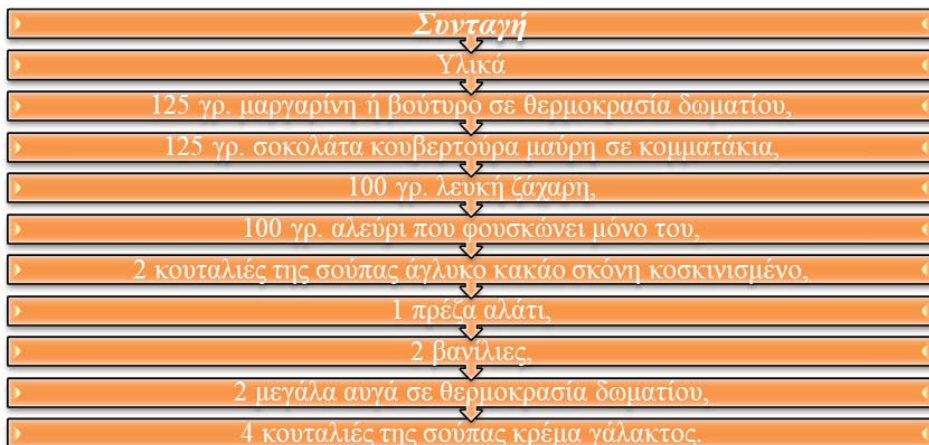 Συνταγή
Υλικά
125 γρ. μαργαρίνη ή βούτυρο σε θερμοκρασία δωματίου,
125 γρ. σοκολάτα κουβερτούρα μαύρη σε κομματάκια,
100 γρ. λευκή ζάχαρη,
100 γρ. αλεύρι που φουσκώνει μόνο του,
2 κουταλιές της σούπας άγλυκο κακάο σκόνη κοσκινισμένο,
1 πρέζα αλάτι,
2 βανίλιες,
2 μεγάλα αυγά σε θερμοκρασία δωματίου,
4 κουταλιές της σούπας κρέμα γάλακτος.